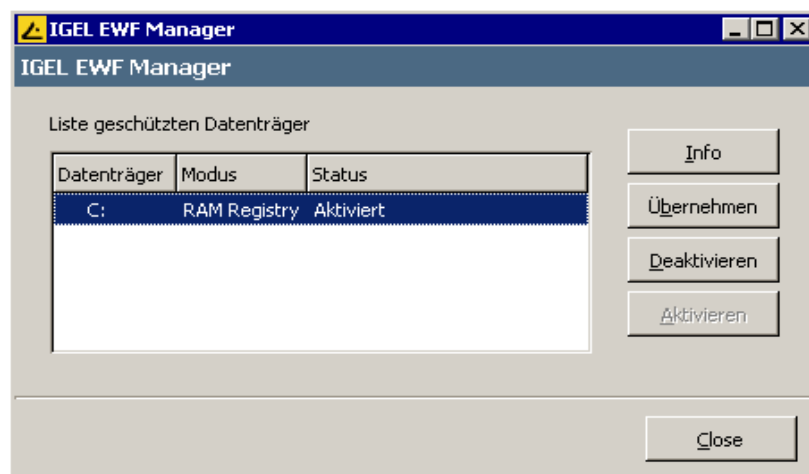 IGEL EWF Manager
IGEL EWF Manager
Liste geschützten Datenträger
Datenträger Modus Status
C: RAM Registry Aktiviert
Info
Übernehmen
Deaktivieren
Aktivieren
Close